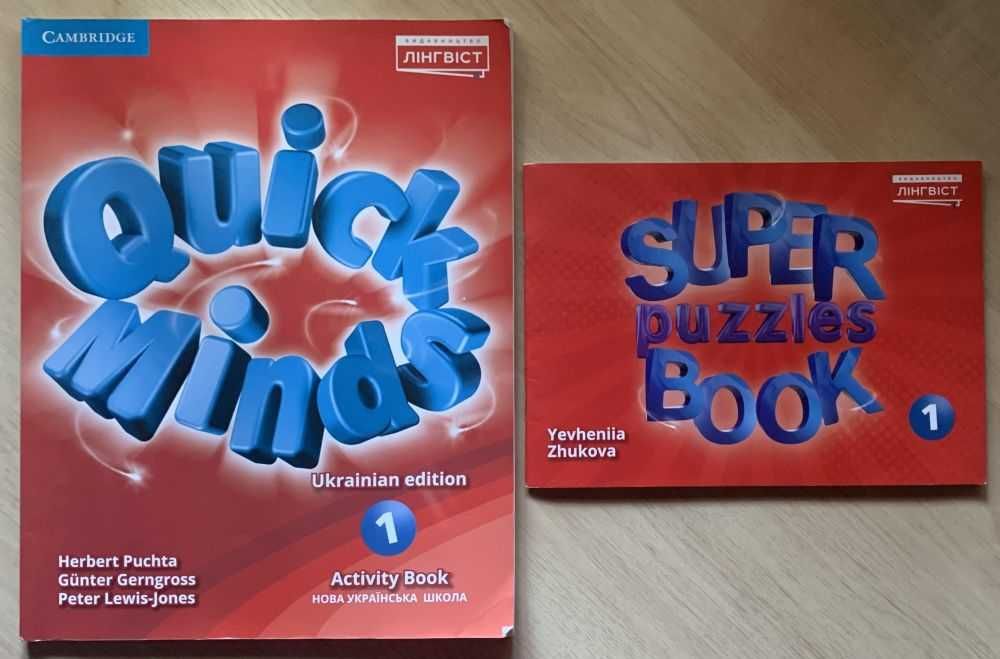 CAMBRIDGE
ВИДАВНИЦТВО
ЛІНГВІСТ
Quick
Minds
Ukrainian edition
1
Herbert Puchta
Günter Gerngross
Peter Lewis-Jones
Activity Book
НОВА УКРАЇНСЬКА ШКОЛА
ВИДАВНИЦТВО
ЛІНГВІСТ
SUPER
puzzles
BOOK
1
Yevheniia
Zhukova